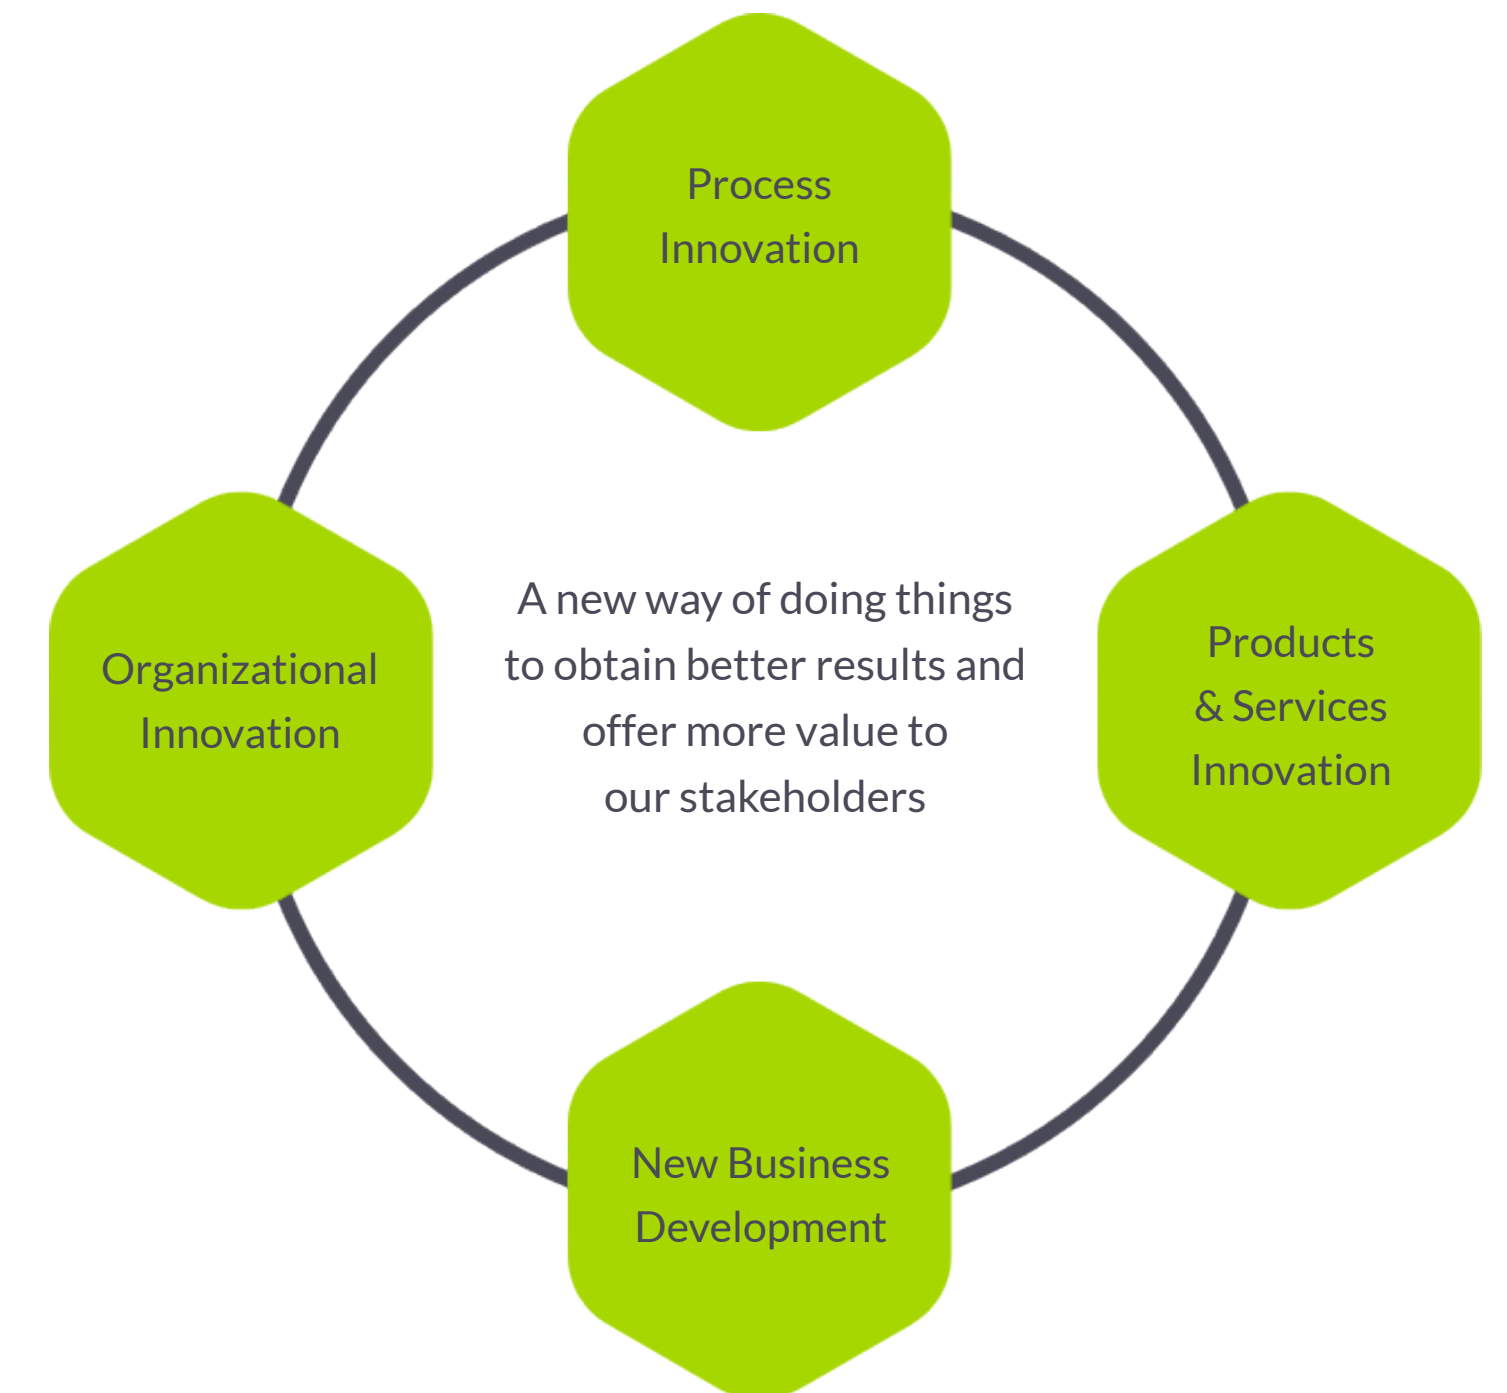 Process
Innovation
A new way of doing things
to obtain better results and
offer more value to
our stakeholders
Organizational
Innovation
Products
& Services
Innovation
New Business
Development